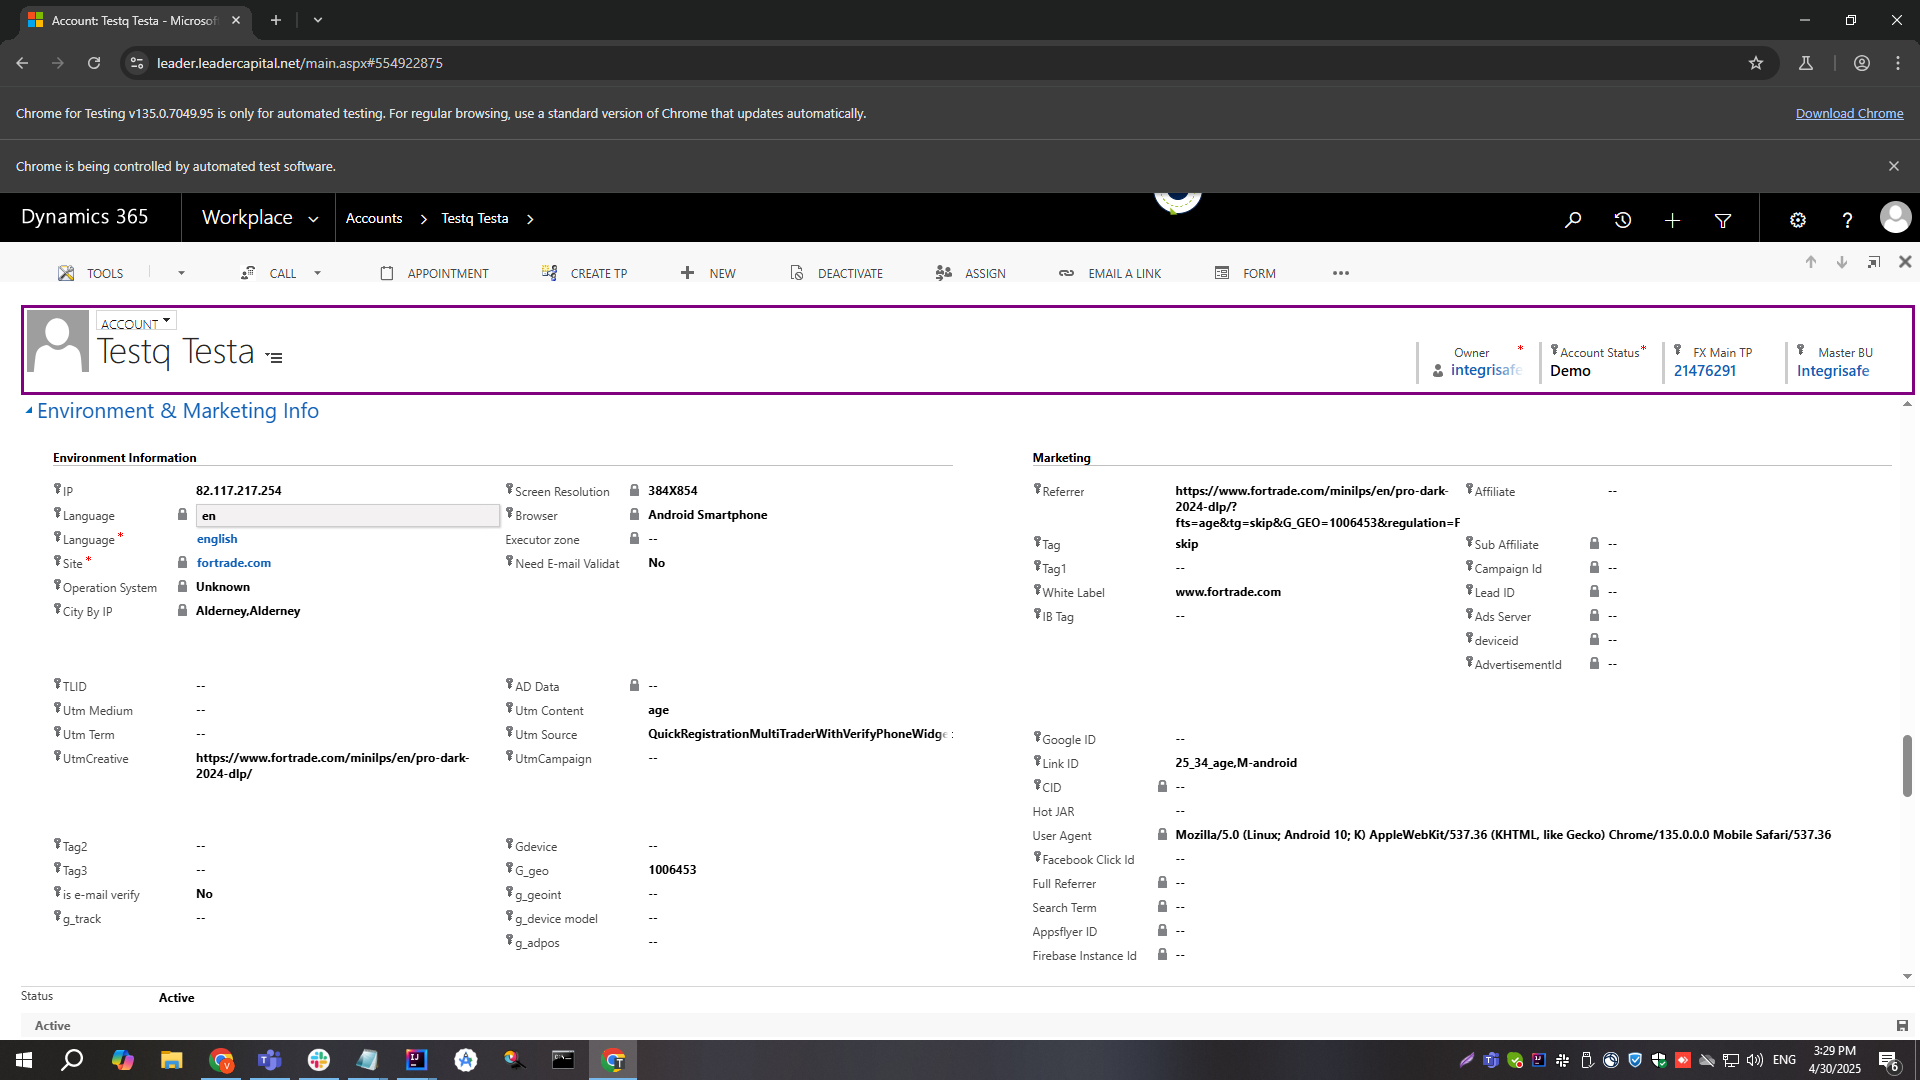 Account: Testq Testa - Microsof
leader.leadercapital.net/main.aspx#554922875
Chrome for Testing v135.0.7049.95 is only for automated testing. For regular browsing, use a standard version of Chrome that updates automatically.
Download Chrome
Chrome is being controlled by automated test software.
Dynamics 365
Workplace
Accounts
Testq Testa
TOOLS
CALL
APPOINTMENT
CREATE TP
NEW
DEACTIVATE
ASSIGN
EMAIL A LINK
FORM
ACCOUNT
Testq Testa
Owner *
integrisafe
Account Status *
Demo
FX Main TP
21476291
Master BU
Integrisafe
Environment & Marketing Info
Environment Information
IP 82.117.217.254
Language en
Language * english
Site * fortrade.com
Operation System Unknown
City By IP Alderney,Alderney
Screen Resolution 384X854
Browser Android Smartphone
Executor zone --
Need E-mail Validat No
TLID --
Utm Medium --
Utm Term --
UtmCreative https://www.fortrade.com/minilps/en/pro-dark-
2024-dlp/
AD Data --
Utm Content age
Utm Source QuickRegistrationMultiTraderWithVerifyPhoneWidge
UtmCampaign --
Tag2 --
Tag3 --
is e-mail verify No
g_track --
Gdevice --
G_geo 1006453
g_geoint --
g_device model --
g_adpos --
Marketing
Referrer https://www.fortrade.com/minilps/en/pro-dark-
2024-dlp/?
fts=age&tg=skip&G_GEO=1006453&regulation=F
Tag skip
Tag1 --
White Label www.fortrade.com
IB Tag --
Affiliate --
Sub Affiliate --
Campaign Id --
Lead ID --
Ads Server --
deviceid --
AdvertisementId --
Google ID --
Link ID 25_34_age,M-android
CID --
Hot JAR --
User Agent Mozilla/5.0 (Linux; Android 10; K) AppleWebKit/537.36 (KHTML, like Gecko) Chrome/135.0.0.0 Mobile Safari/537.36
Facebook Click Id --
Full Referrer --
Search Term --
Appsflyer ID --
Firebase Instance Id --
Status Active
Active
ENG
3:29 PM
4/30/2025
6